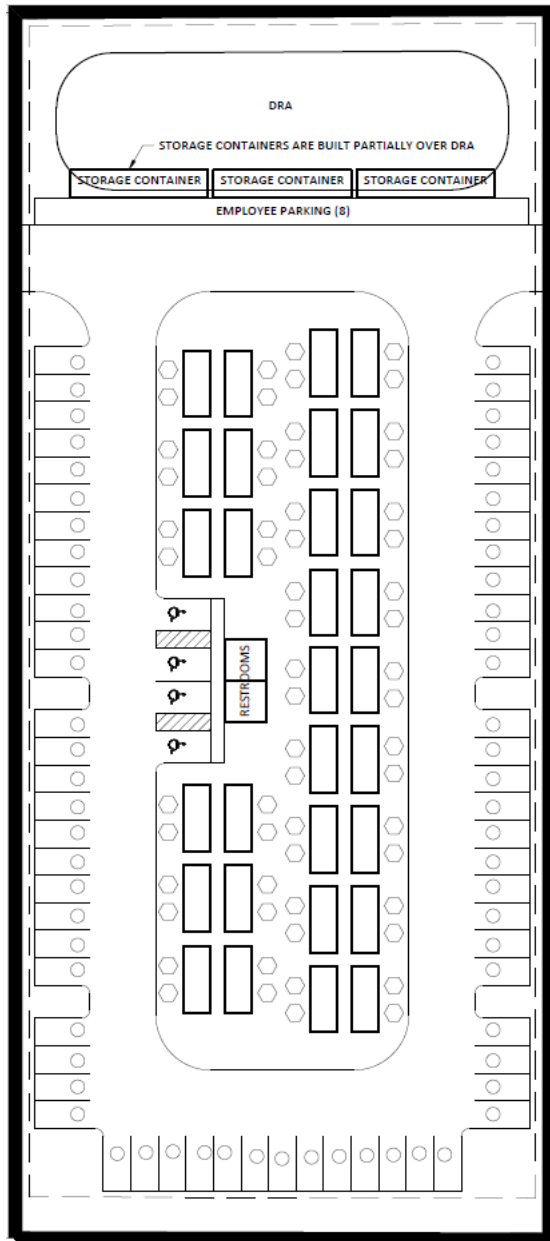 DRA
STORAGE CONTAINERS ARE BUILT PARTIALLY OVER DRA
STORAGE CONTAINER
STORAGE CONTAINER
STORAGE CONTAINER
EMPLOYEE PARKING (8)
RESTROOMS